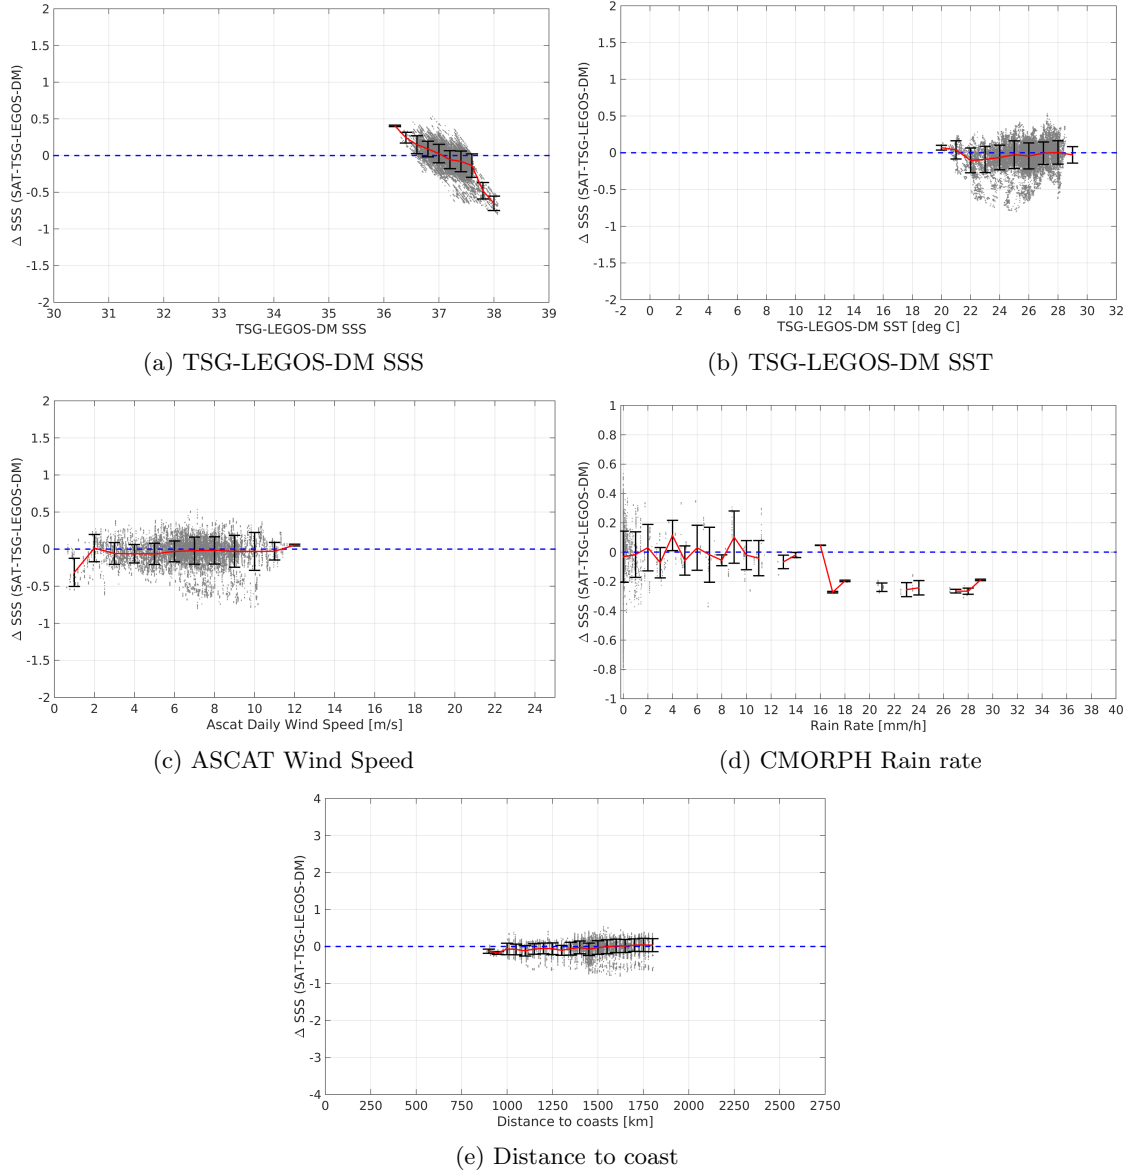 2
1.5
1
0.5
0
-0.5
-1
-1.5
-2
Δ SSS (SAT-TSG-LEGOS-DM)
30 31 32 33 34 35 36 37 38 39
TSG-LEGOS-DM SSS
(a) TSG-LEGOS-DM SSS
2
1.5
1
0.5
0
-0.5
-1
-1.5
-2
Δ SSS (SAT-TSG-LEGOS-DM)
-2 0 2 4 6 8 10 12 14 16 18 20 22 24 26 28 30 32
TSG-LEGOS-DM SST [deg C]
(b) TSG-LEGOS-DM SST
2
1.5
1
0.5
0
-0.5
-1
-1.5
-2
Δ SSS (SAT-TSG-LEGOS-DM)
0 2 4 6 8 10 12 14 16 18 20 22 24
Ascat Daily Wind Speed [m/s]
(c) ASCAT Wind Speed
1
0.8
0.6
0.4
0.2
0
-0.2
-0.4
-0.6
-0.8
-1
Δ SSS (SAT-TSG-LEGOS-DM)
0 2 4 6 8 10 12 14 16 18 20 22 24 26 28 30 32 34 36 38 40
Rain Rate [mm/h]
(d) CMORPH Rain rate
4
3
2
1
0
-1
-2
-3
-4
Δ SSS (SAT-TSG-LEGOS-DM)
0 250 500 750 1000 1250 1500 1750 2000 2250 2500 2750
Distance to coasts [km]
(e) Distance to coast